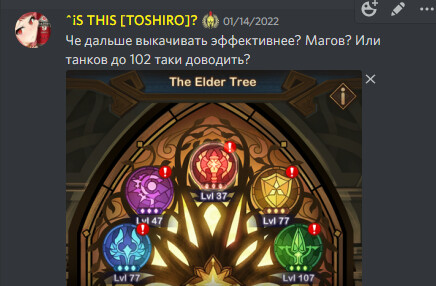 ^iS THIS [TOSHIRO]? 01/14/2022
Че дальше выкачивать эффективнее? Магов? Или
танков до 102 таки доводить?
The Elder Tree
Lvl 37
Lvl 47
Lvl 77
Lvl 77
Lvl 107